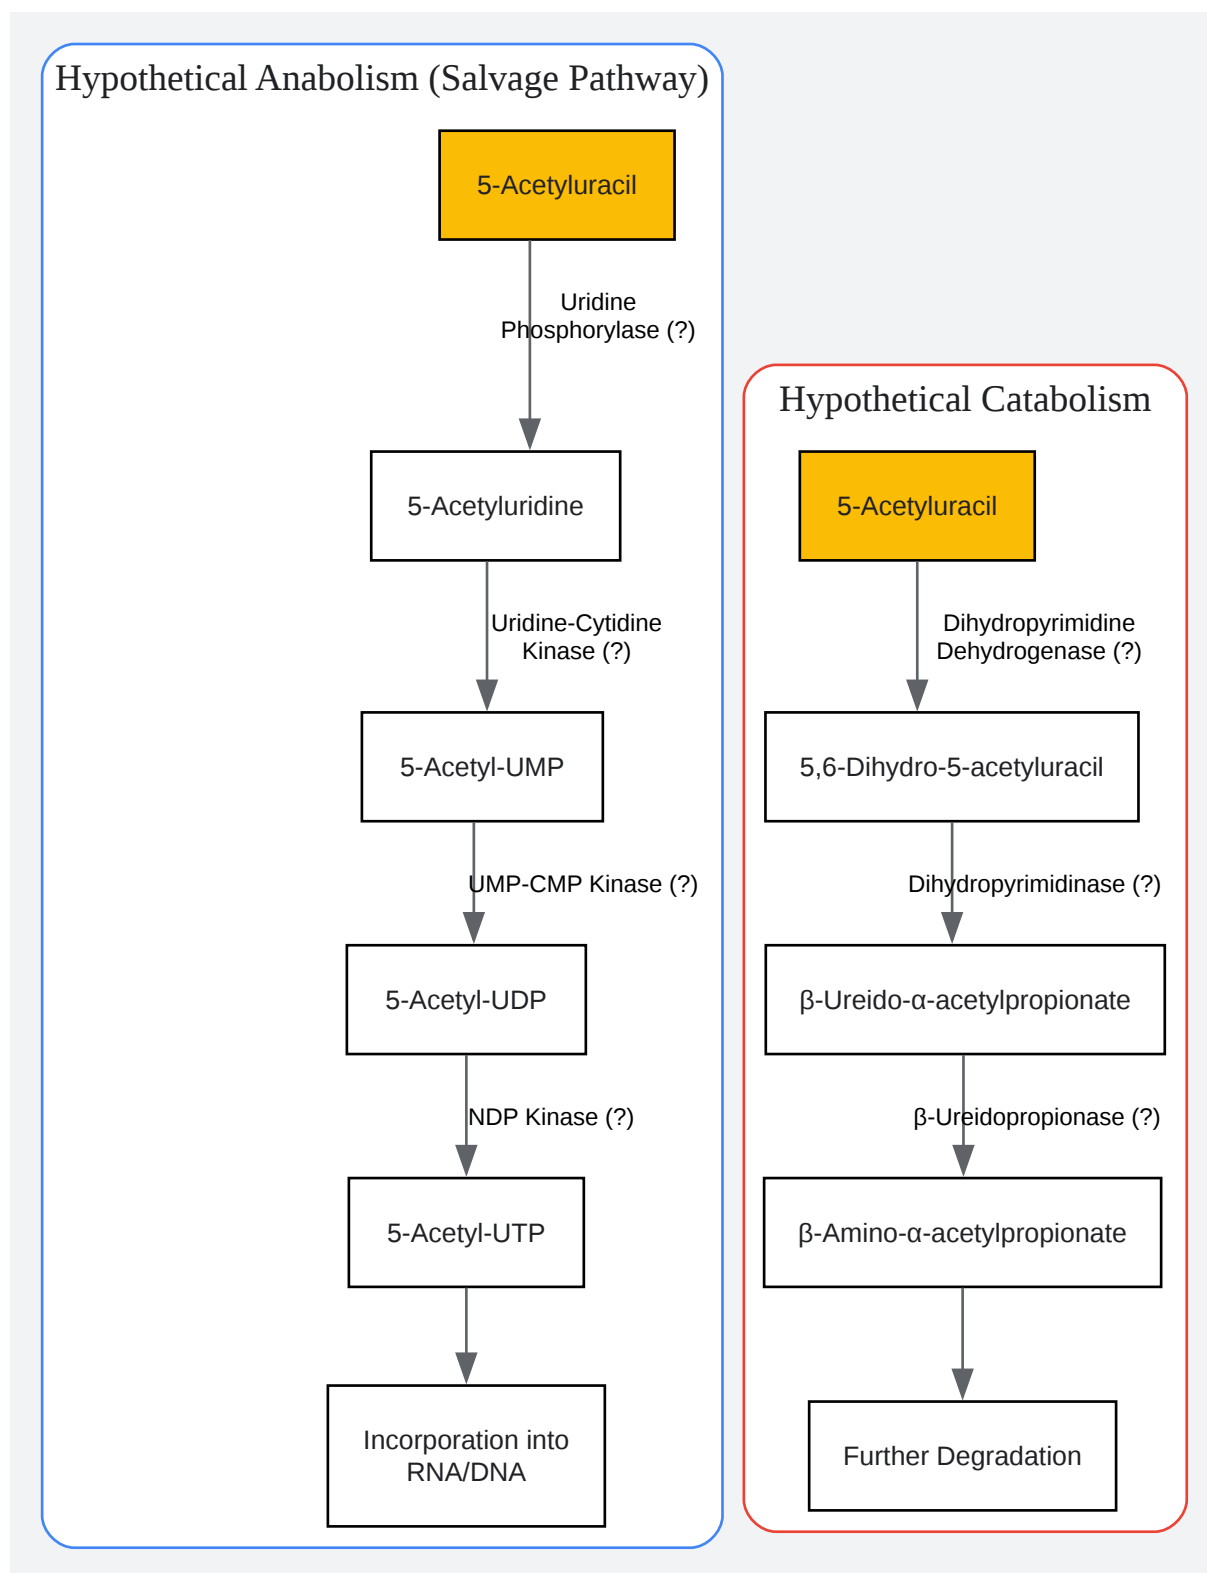 Hypothetical Anabolism (Salvage Pathway)
5-Acetyluracil
Uridine
Phosphorylase (?)
5-Acetyluridine
Uridine-Cytidine
Kinase (?)
5-Acetyl-UMP
UMP-CMP Kinase (?)
5-Acetyl-UDP
NDP Kinase (?)
5-Acetyl-UTP
Incorporation into
RNA/DNA
Hypothetical Catabolism
5-Acetyluracil
Dihydropyrimidine
Dehydrogenase (?)
5,6-Dihydro-5-acetyluracil
Dihydropyrimidinase (?)
β-Ureido-α-acetylpropionate
β-Ureidopropionase (?)
β-Amino-α-acetylpropionate
Further Degradation